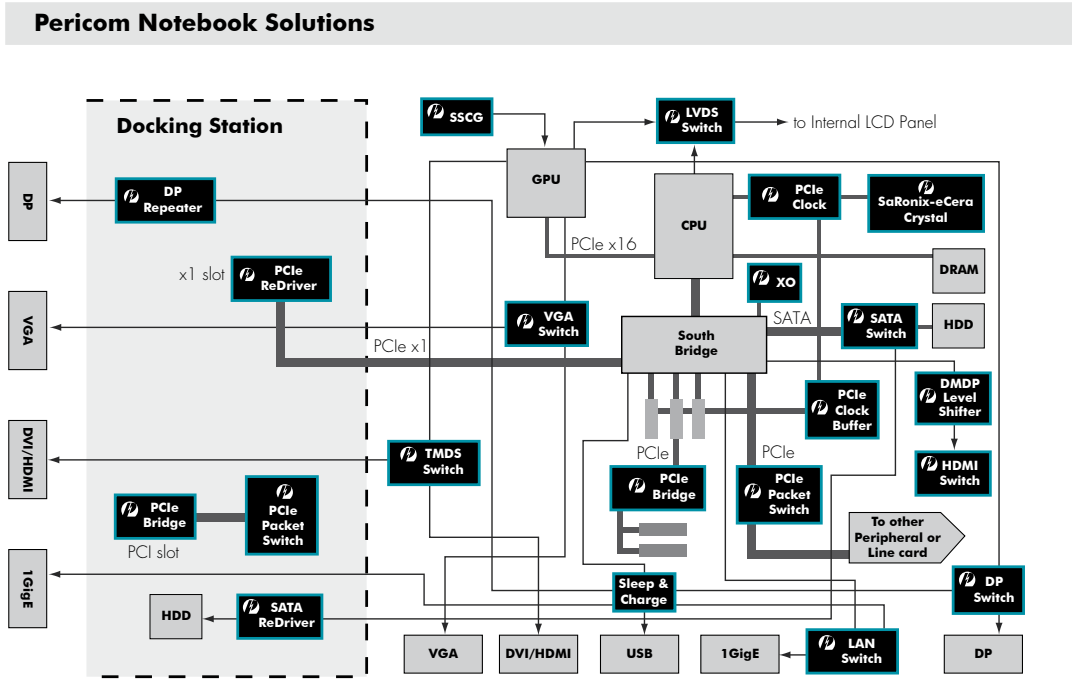 Pericom Notebook Solutions
Docking Station
SSCG
LVDS
Switch
to Internal LCD Panel
GPU
CPU
PCIe
Clock
SaRonix-eCera
Crystal
DP
DP
Repeater
PCIe x16
DRAM
x1 slot
PCIe
ReDriver
XO
VGA
VGA
Switch
SATA
SATA
Switch
HDD
South
Bridge
PCIe x1
DMDP
Level
Shifter
PCIe
Clock
Buffer
DVI/HDMI
TMDS
Switch
PCIe
PCIe
HDMI
Switch
PCIe
Bridge
PCIe
Packet
Switch
PCIe
Bridge
PCIe
Packet
Switch
PCI slot
To other
Peripheral or
Line card
1GigE
Sleep &
Charge
DP
Switch
HDD
SATA
ReDriver
VGA
DVI/HDMI
USB
1GigE
LAN
Switch
DP